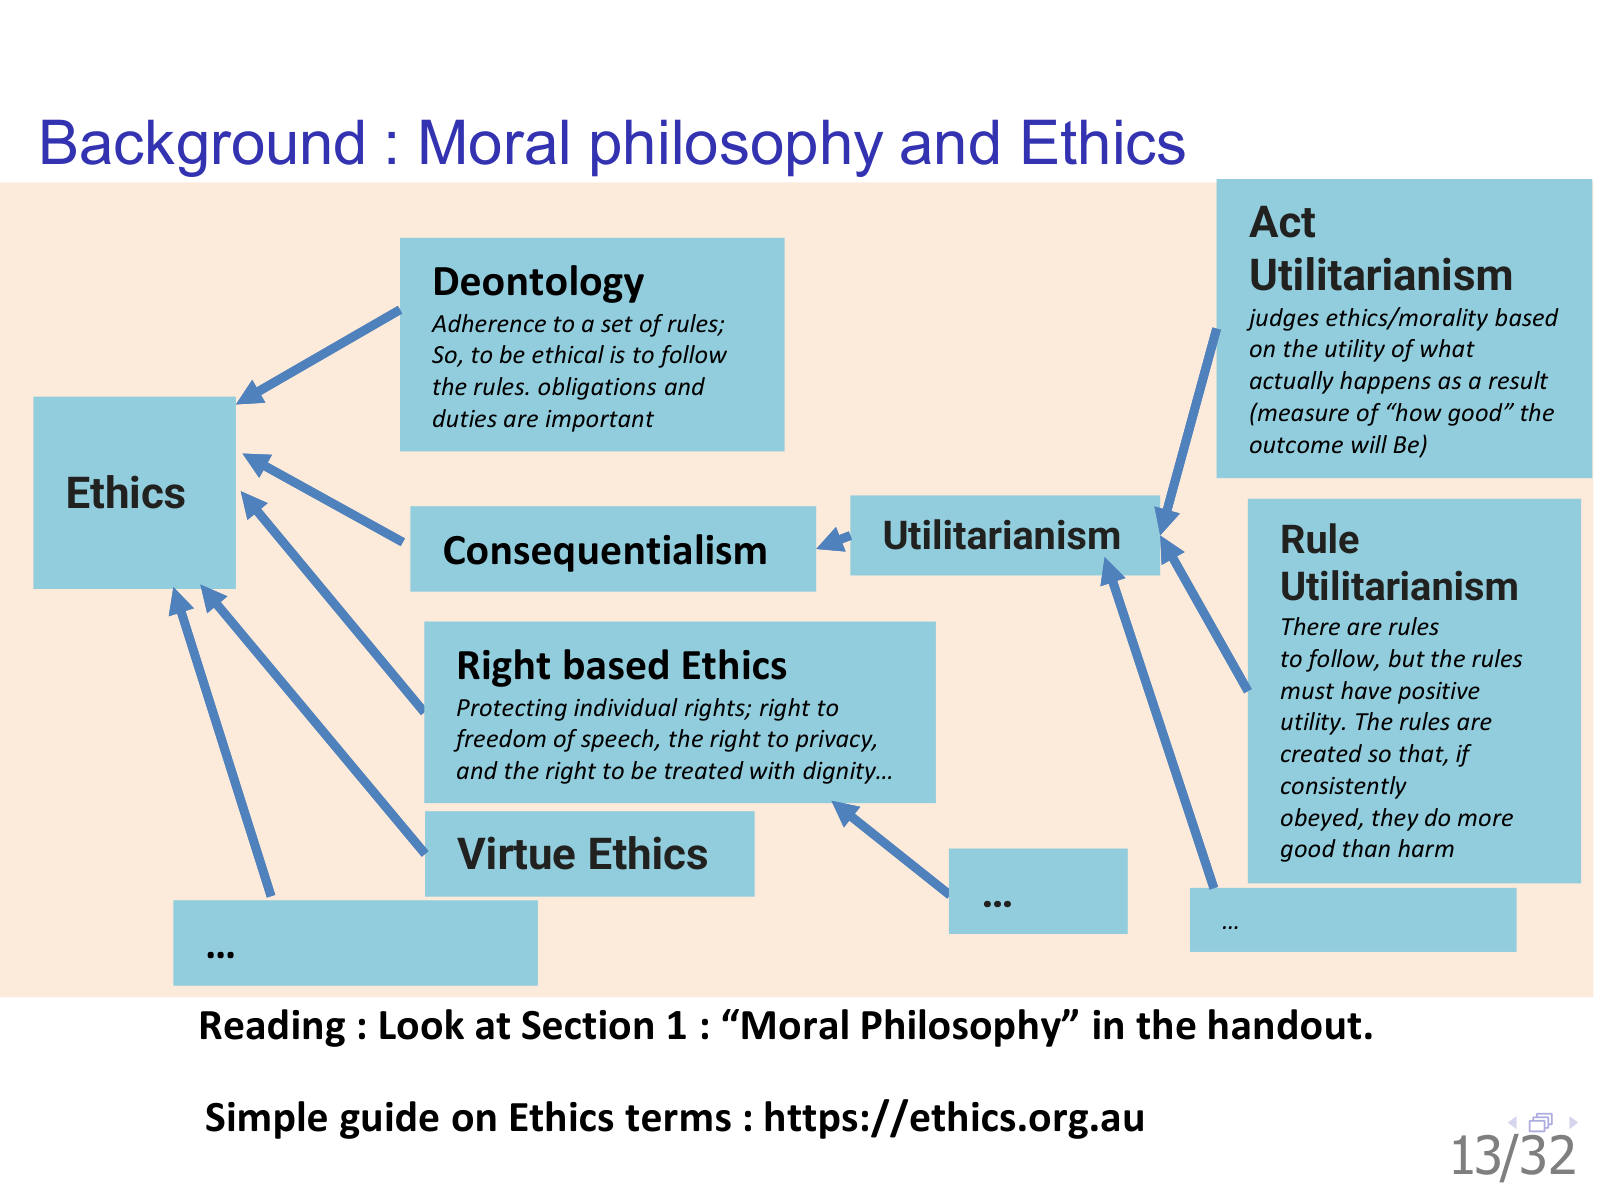 Background : Moral philosophy and Ethics
Ethics
Deontology
Adherence to a set of rules;
So, to be ethical is to follow
the rules. obligations and
duties are important
Consequentialism
Right based Ethics
Protecting individual rights; right to
freedom of speech, the right to privacy,
and the right to be treated with dignity…
Virtue Ethics
…
Utilitarianism
…
Act
Utilitarianism
judges ethics/morality based
on the utility of what
actually happens as a result
(measure of “how good” the
outcome will Be)
Rule
Utilitarianism
There are rules
to follow, but the rules
must have positive
utility. The rules are
created so that, if
consistently
obeyed, they do more
good than harm
…
Reading : Look at Section 1 : “Moral Philosophy” in the handout.
Simple guide on Ethics terms : https://ethics.org.au
13/32